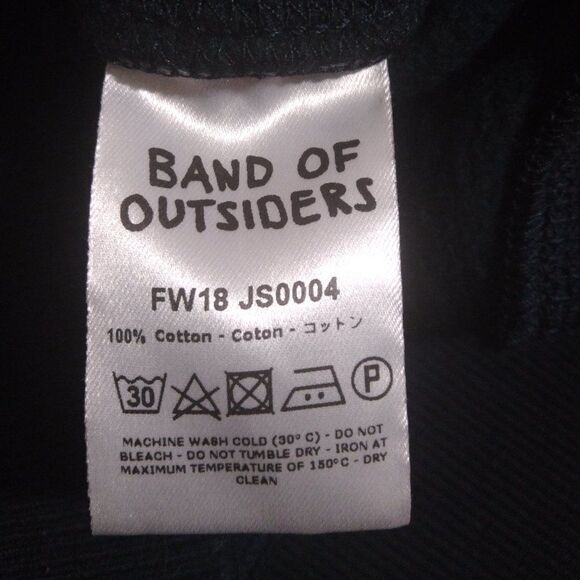 BAND OF
OUTSIDERS
FW18 JS0004
100% Cotton - Coton - コットン
30
P
MACHINE WASH COLD (30° C) - DO NOT
BLEACH - DO NOT TUMBLE DRY - IRON AT
MAXIMUM TEMPERATURE OF 150°C - DRY
CLEAN